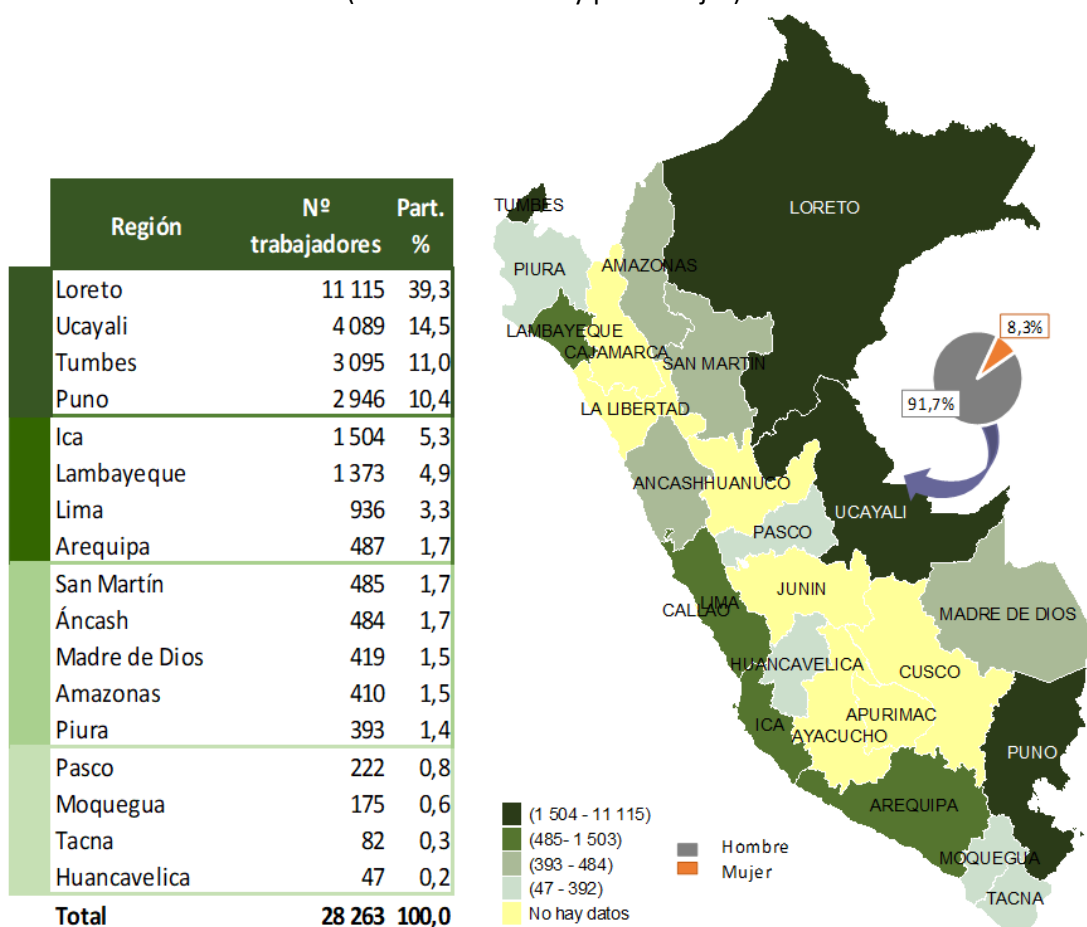 Región Nº trabajadores Part. %
Loreto 11 115 39,3
Ucayali 4 089 14,5
Tumbes 3 095 11,0
Puno 2 946 10,4
Ica 1 504 5,3
Lambayeque 1 373 4,9
Lima 936 3,3
Arequipa 487 1,7
San Martín 485 1,7
Áncash 484 1,7
Madre de Dios 419 1,5
Amazonas 410 1,5
Piura 393 1,4
Pasco 222 0,8
Moquegua 175 0,6
Tacna 82 0,3
Huancavelica 47 0,2
Total 28 263 100,0
TUMBES
LORETO
PIURA
AMAZONAS
LAMBAYEQUE
CAJAMARCA
SAN MARTIN
LA LIBERTAD
8,3%
91,7%
ANCASH
HUANUCO
UCAYALI
PASCO
JUNIN
LIMA
CALLAO
MADRE DE DIOS
HUANCAVELICA
CUSCO
APURIMAC
ICA
AYACUCHO
PUNO
AREQUIPA
MOQUEGUA
TACNA
(1 504 - 11 115)
(485- 1 503)
(393 - 484)
(47 - 392)
No hay datos
Hombre
Mujer